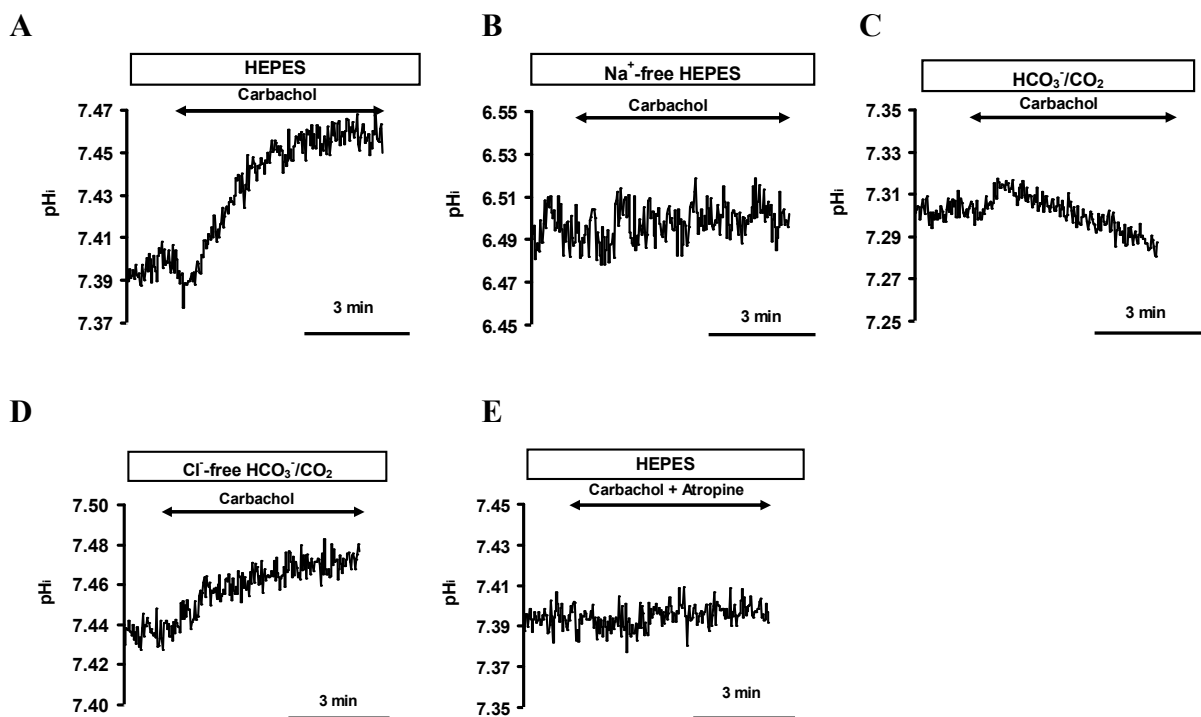 A
HEPES
Carbachol
7.47
7.45
7.43
7.41
7.39
7.37
pHi
3 min
B
Na⁺-free HEPES
Carbachol
6.55
6.53
6.51
6.49
6.47
6.45
pHi
3 min
C
HCO₃⁻/CO₂
Carbachol
7.35
7.33
7.31
7.29
7.27
7.25
pHi
3 min
D
Cl⁻-free HCO₃⁻/CO₂
Carbachol
7.50
7.48
7.46
7.44
7.42
7.40
pHi
3 min
E
HEPES
Carbachol + Atropine
7.45
7.43
7.41
7.39
7.37
7.35
pHi
3 min